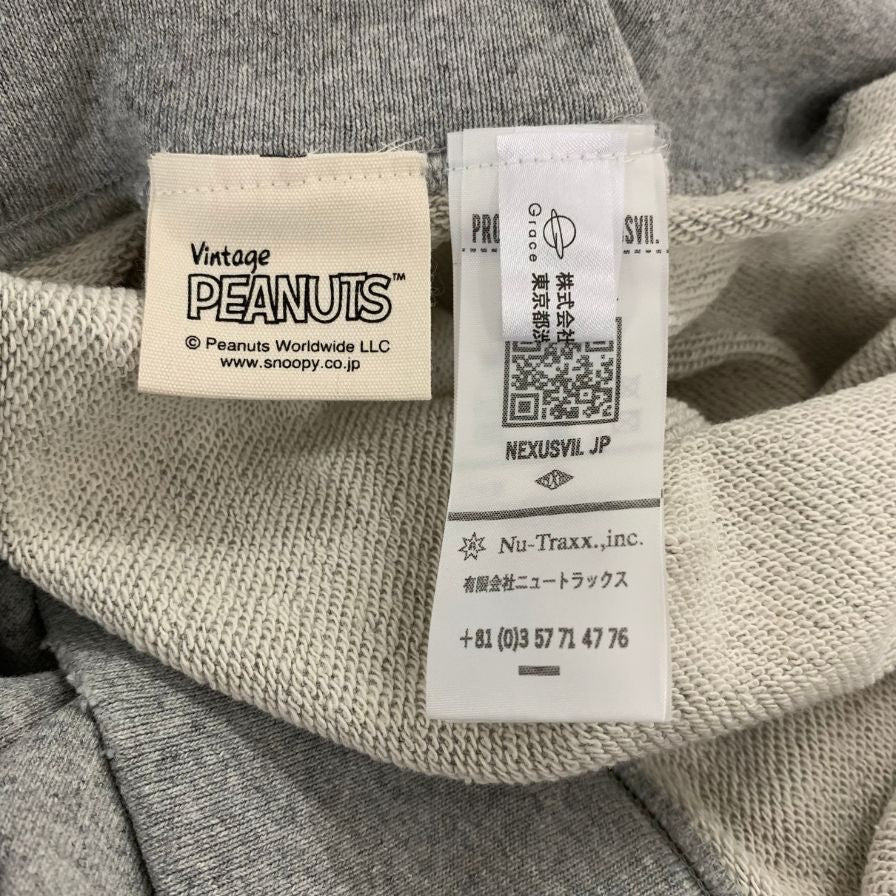 Vintage
PEANUTS™
© Peanuts Worldwide LLC
www.snoopy.co.jp
Grace
株式会社
東京都渋
PRO
SVII.
NEXUSVII. JP
Nu-Traxx.,inc.
有限会社ニュートラックス
+81 (0)3 57 71 47 76